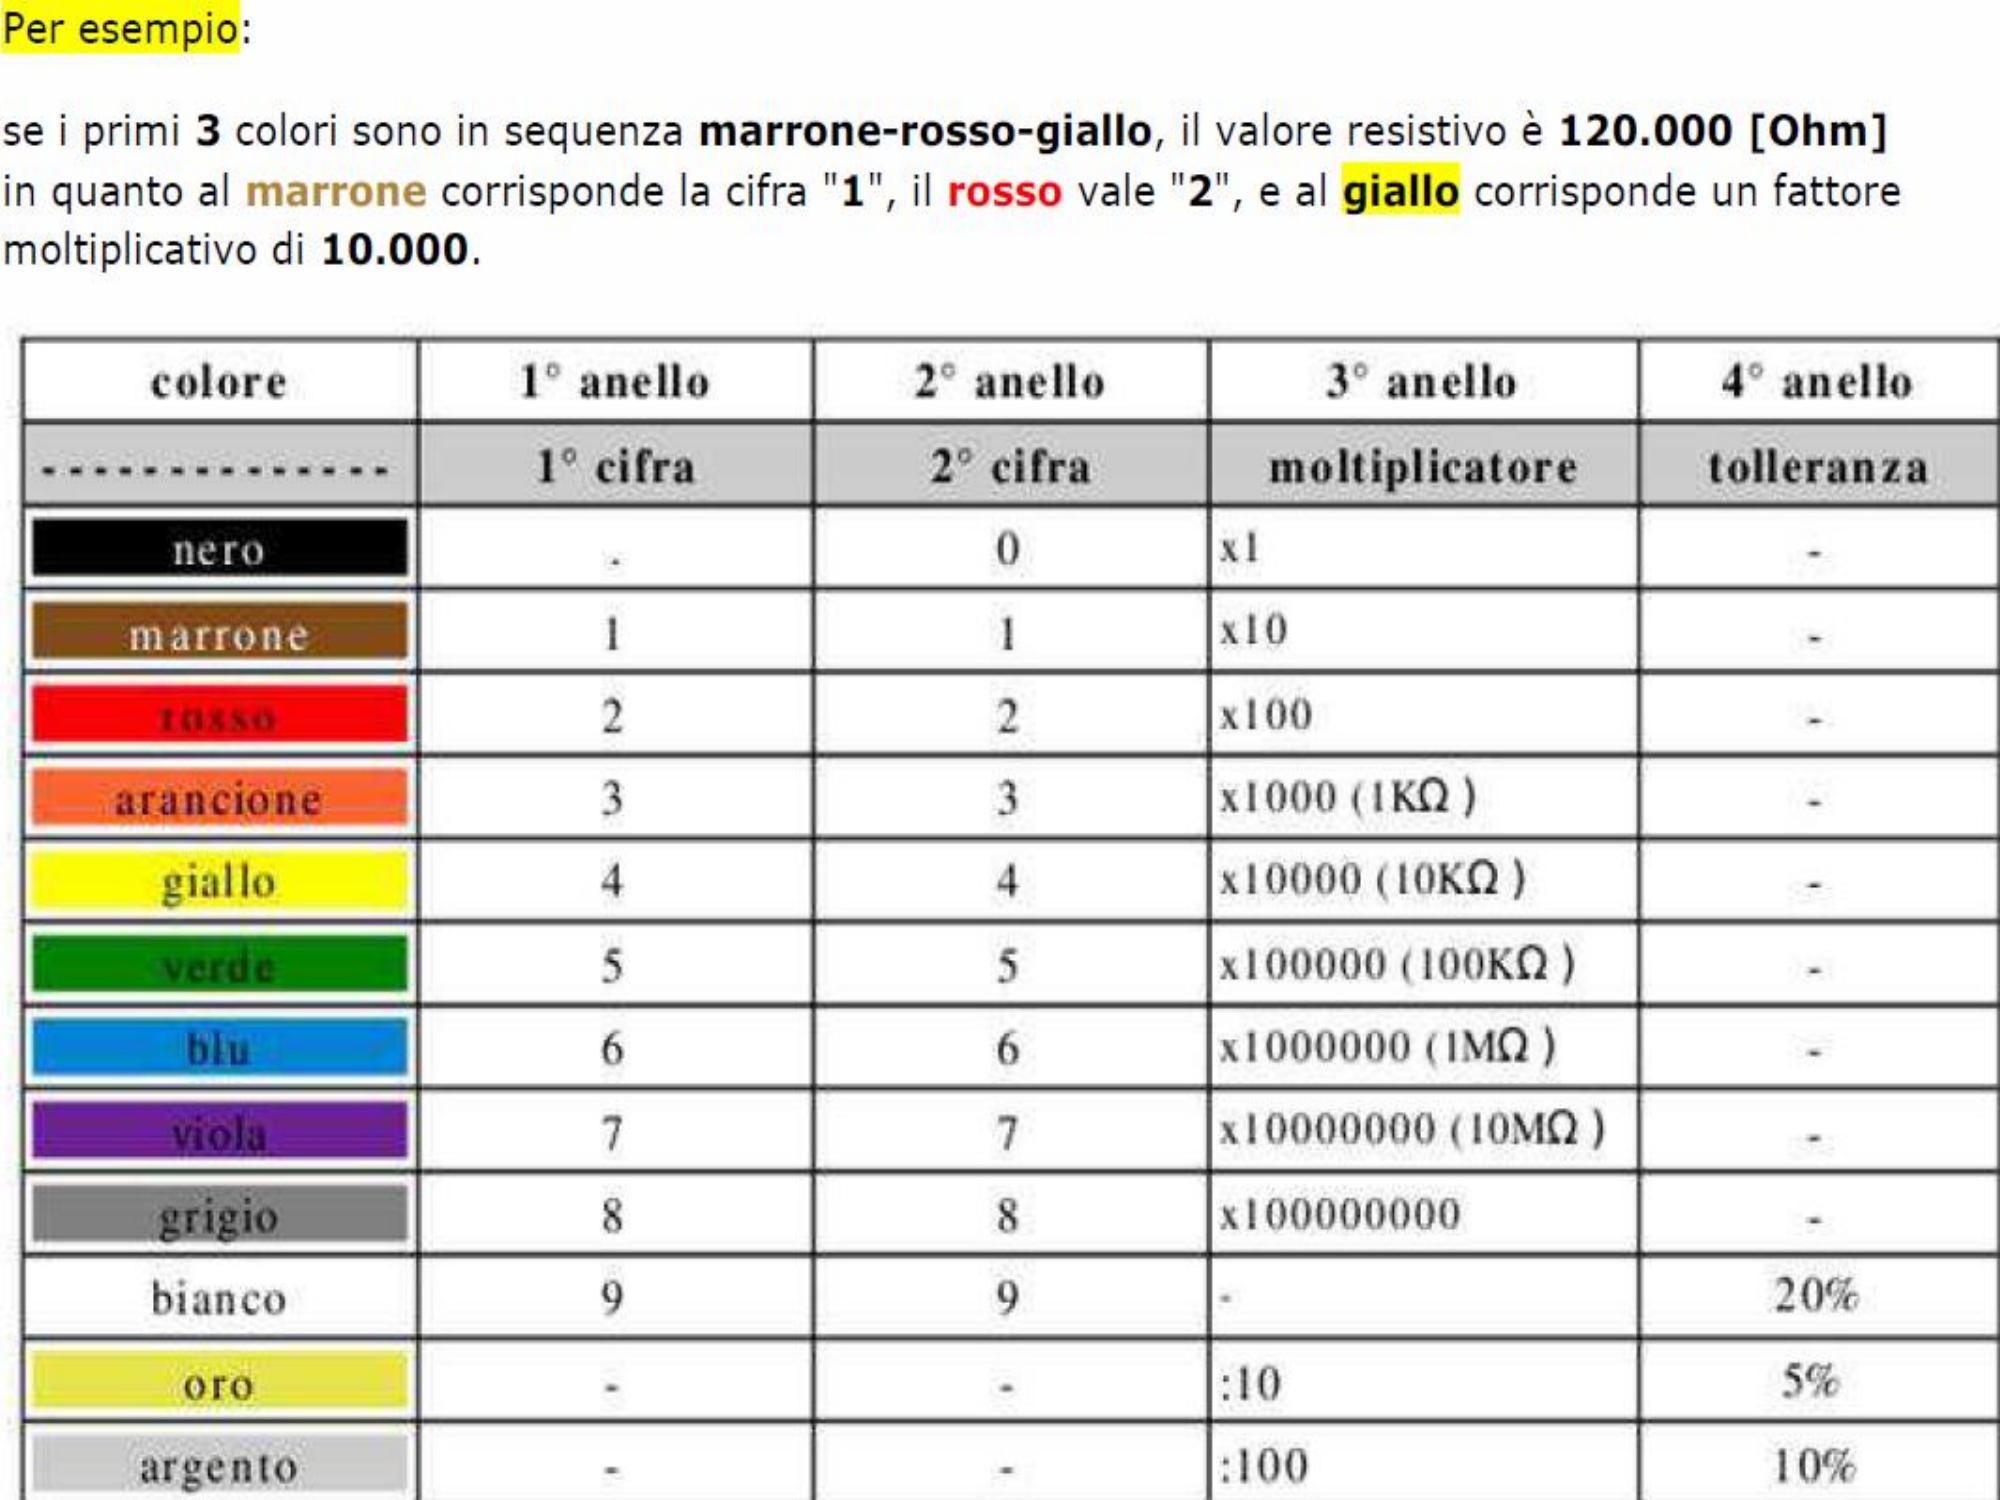 Per esempio:
se i primi 3 colori sono in sequenza marrone-rosso-giallo, il valore resistivo è 120.000 [Ohm]
in quanto al marrone corrisponde la cifra "1", il rosso vale "2", e al giallo corrisponde un fattore
moltiplicativo di 10.000.
colore 1° anello 2° anello 3° anello 4° anello
-------------- 1° cifra 2° cifra moltiplicatore tolleranza
nero . 0 x1 -
marrone 1 1 x10 -
rosso 2 2 x100 -
arancione 3 3 x1000 (1KΩ )
 -
giallo 4 4 x10000 (10KΩ ) -
verde 5 5 x100000 (100KΩ ) -
blu 6 6 x1000000 (1MΩ ) -
viola 7 7 x10000000 (10MΩ ) -
grigio 8 8 x100000000 -
bianco 9 9 - 20%
oro - - :10 5%
argento - - :100 10%